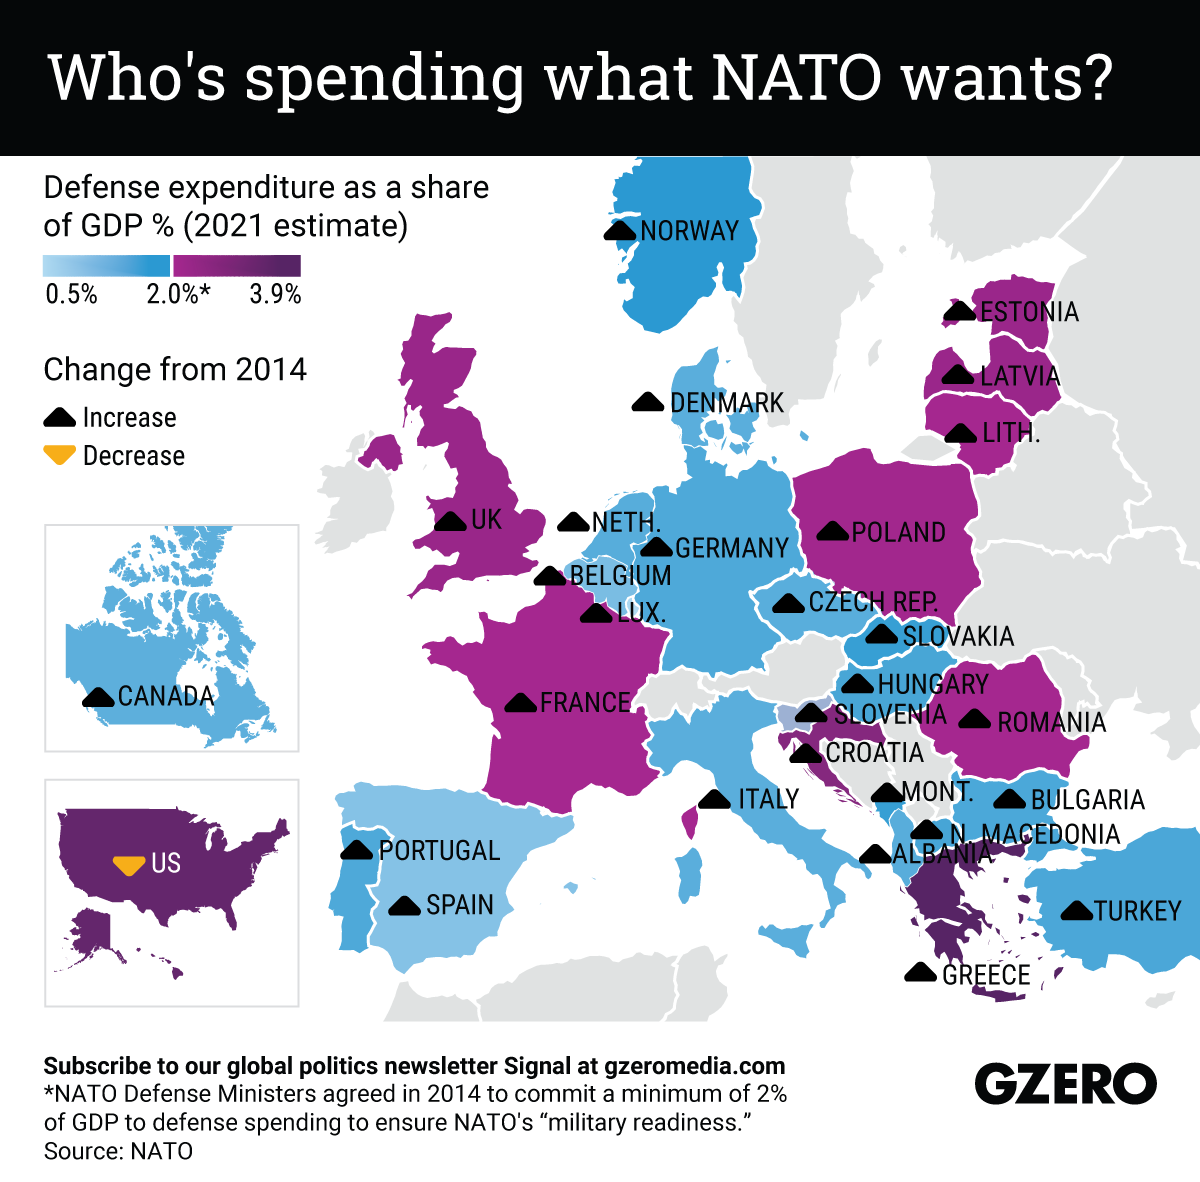 Who's spending what NATO wants?
Defense expenditure as a share
of GDP % (2021 estimate)
0.5% 2.0%* 3.9%
Change from 2014
Increase
Decrease
NORWAY
ESTONIA
LATVIA
LITH.
DENMARK
UK
NETH.
GERMANY
POLAND
BELGIUM
LUX.
CZECH REP.
SLOVAKIA
FRANCE
HUNGARY
SLOVENIA
ROMANIA
CROATIA
CANADA
ITALY
MONT.
BULGARIA
N. MACEDONIA
ALBANIA
PORTUGAL
SPAIN
US
TURKEY
GREECE
Subscribe to our global politics newsletter Signal at gzeromedia.com
*NATO Defense Ministers agreed in 2014 to commit a minimum of 2%
of GDP to defense spending to ensure NATO's “military readiness.”
Source: NATO
GZERO